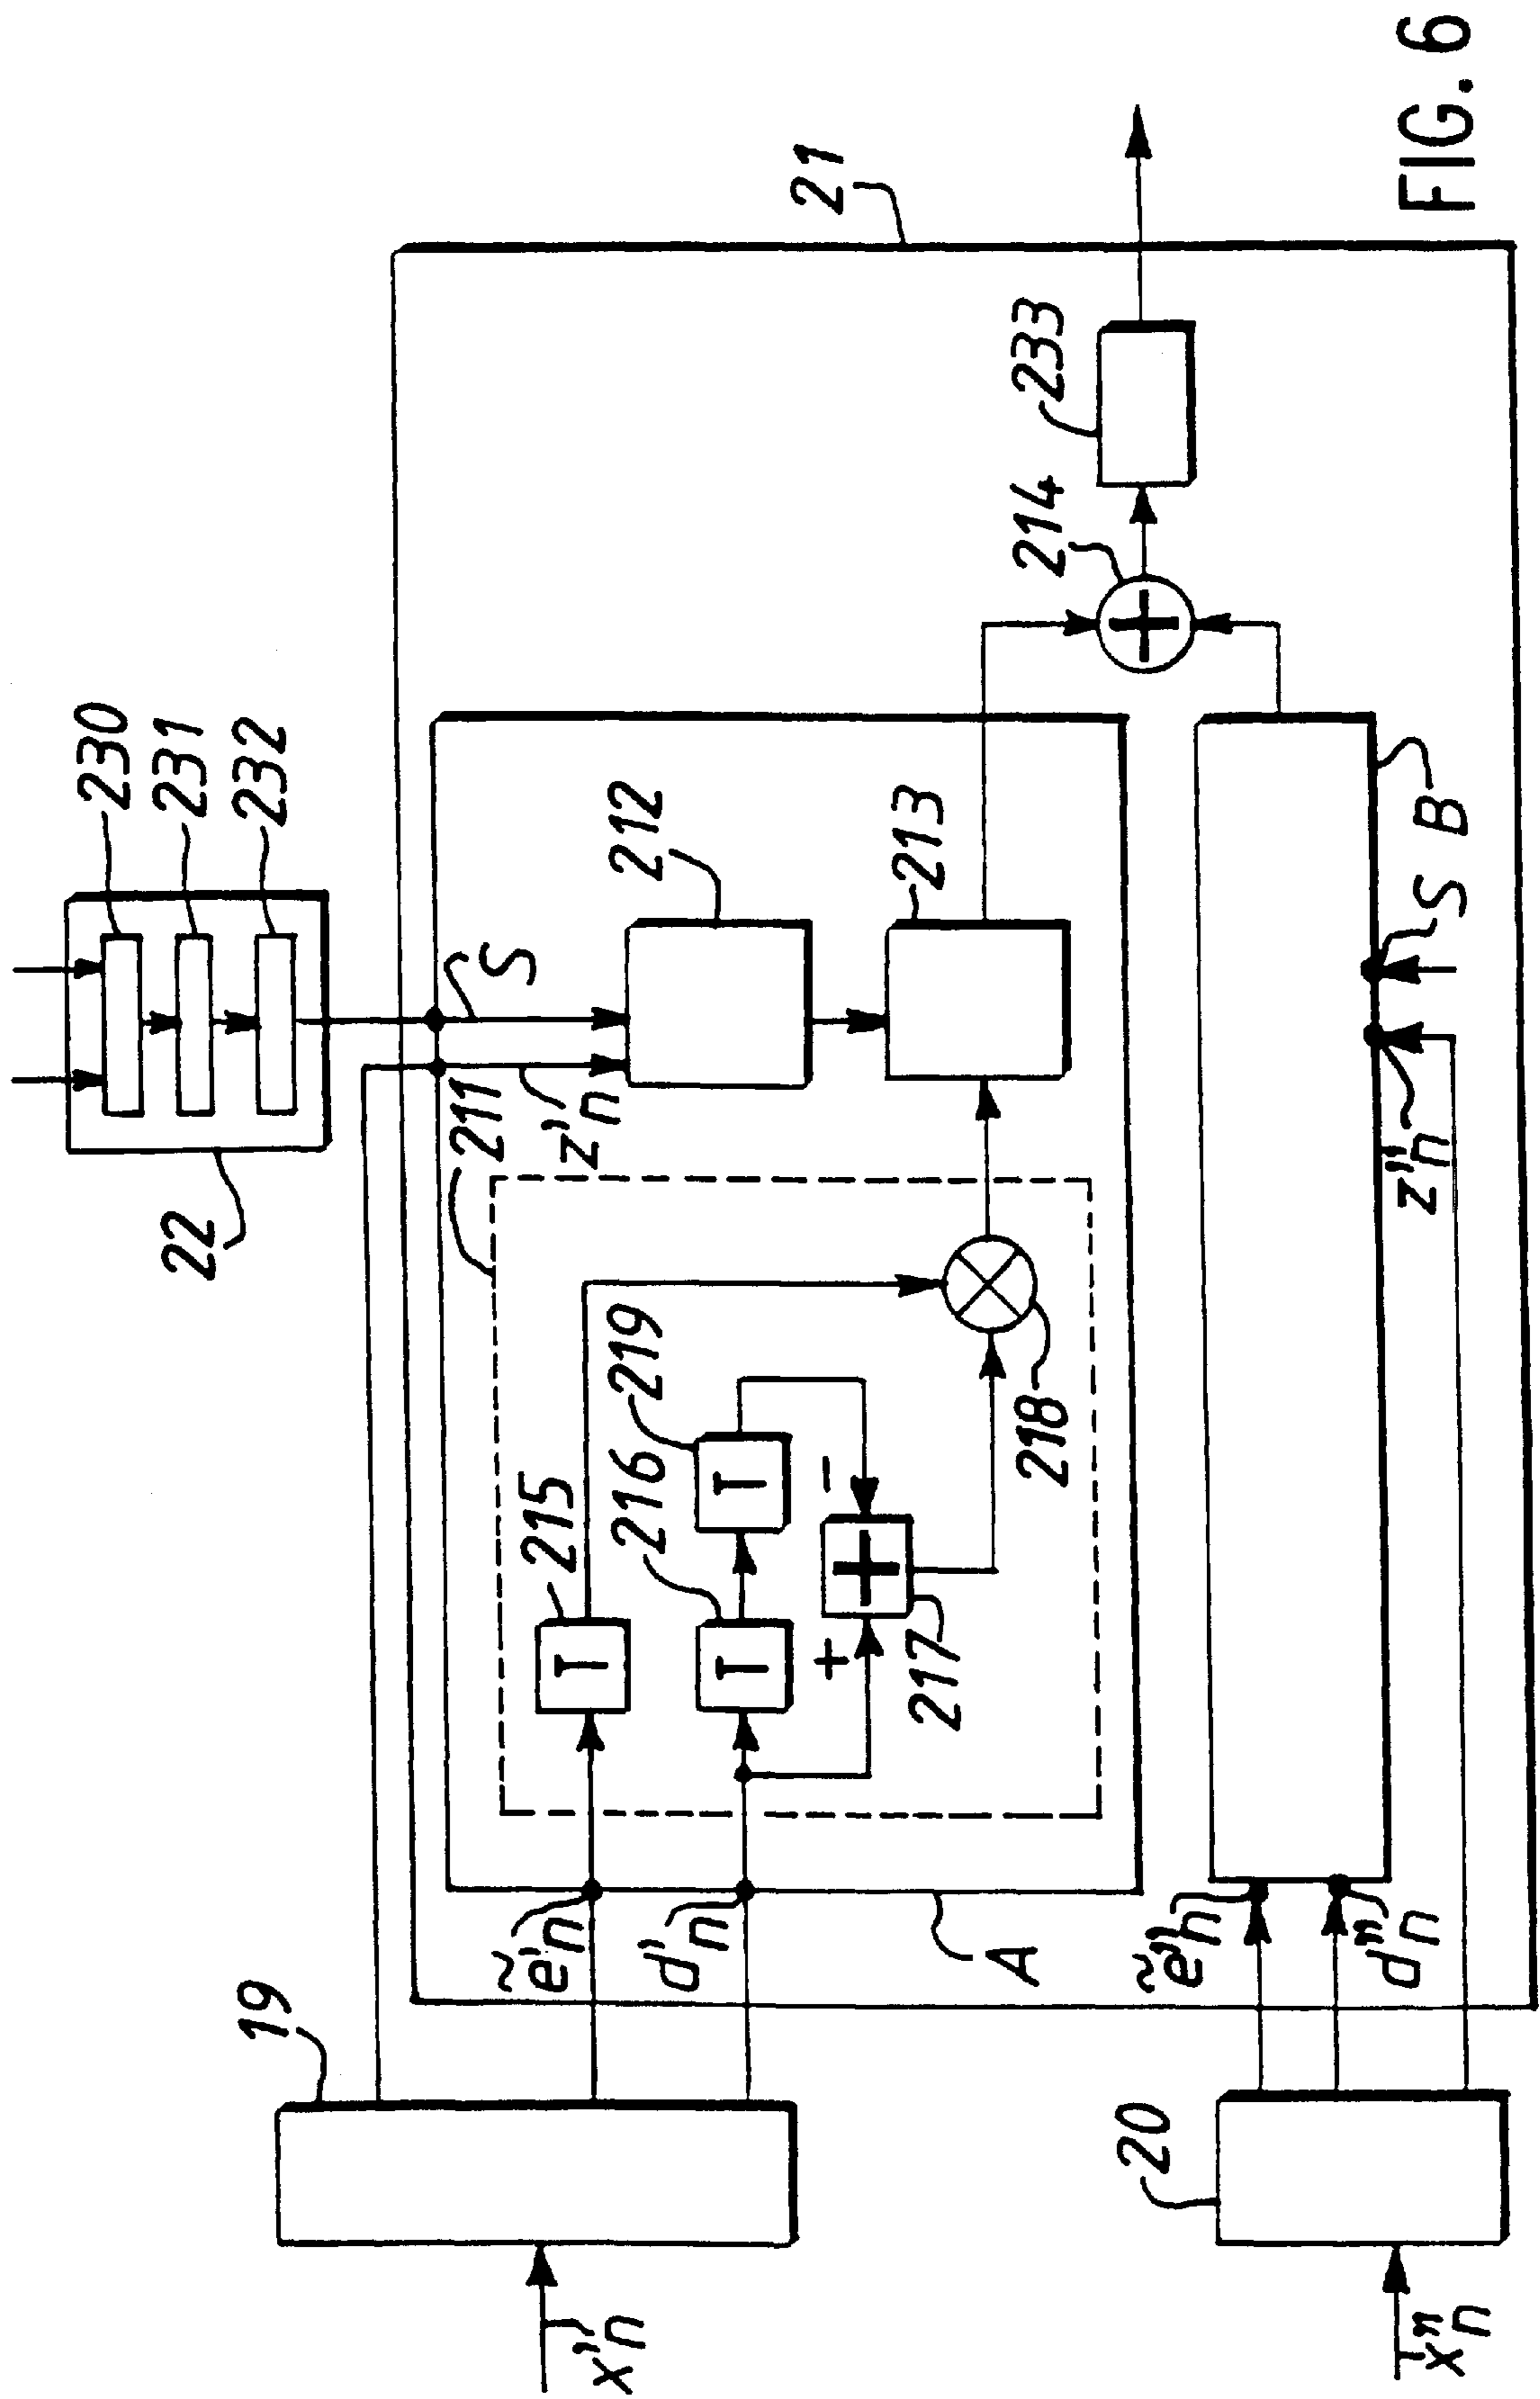 230
231
232
22
21
19
S
z'n
211
212
215
219
216
T
T
T
+
−
+
217
218
213
214
+
233
ẽ'n
d'n
A
x'n
20
x"n
ẽ"n
d"n
z"n
S
B
FIG. 6